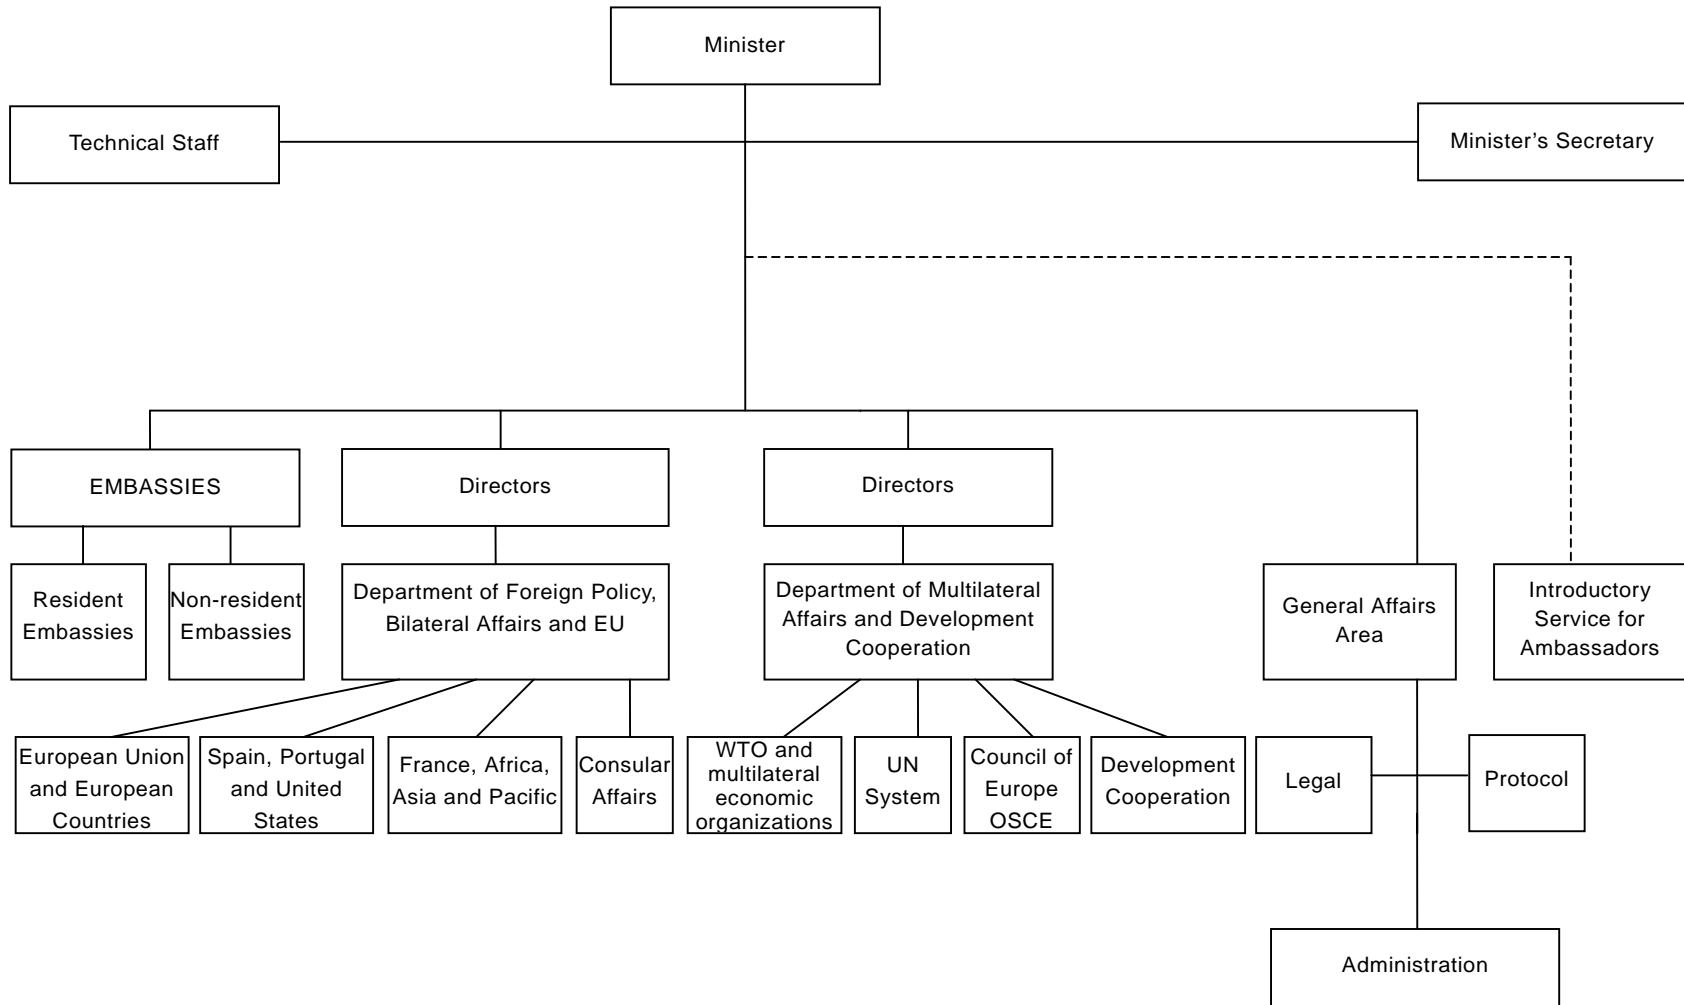 Minister
Technical Staff
Minister’s Secretary
EMBASSIES
Directors
Directors
Resident
Embassies
Non-resident
Embassies
Department of Foreign Policy,
Bilateral Affairs and EU
Department of Multilateral
Affairs and Development
Cooperation
General Affairs
Area
Introductory
Service for
Ambassadors
European Union
and European
Countries
Spain, Portugal
and United
States
France, Africa,
Asia and Pacific
Consular
Affairs
WTO and
multilateral
economic
organizations
UN
System
Council of
Europe
OSCE
Development
Cooperation
Legal
Protocol
Administration